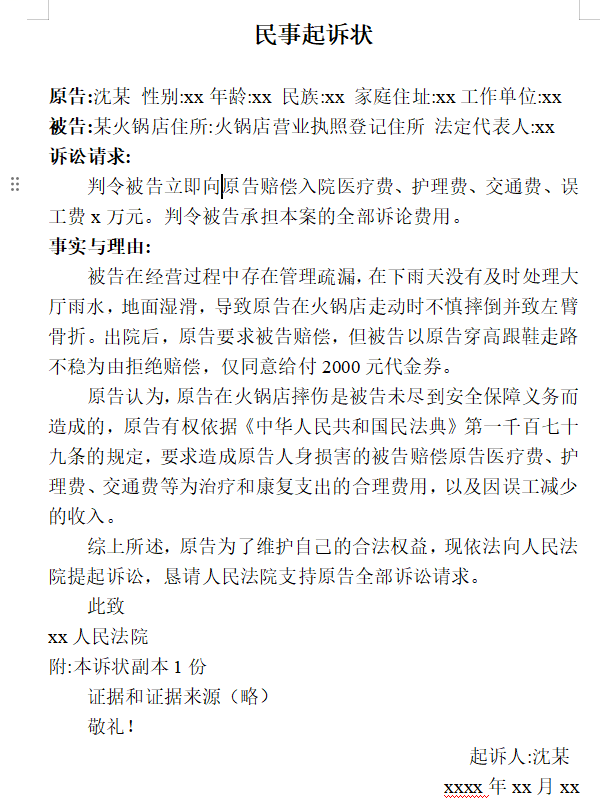 民事起诉状
原告:沈某 性别:xx 年龄:xx 民族:xx 家庭住址:xx 工作单位:xx
被告:某火锅店住所:火锅店营业执照登记住所 法定代表人:xx
诉讼请求:
判令被告立即向原告赔偿入院医疗费、护理费、交通费、误
工费 x 万元。判令被告承担本案的全部诉论费用。
事实与理由:
被告在经营过程中存在管理疏漏,在下雨天没有及时处理大
厅雨水,地面湿滑,导致原告在火锅店走动时不慎摔倒并致左臂
骨折。出院后,原告要求被告赔偿,但被告以原告穿高跟鞋走路
不稳为由拒绝赔偿,仅同意给付 2000 元代金券。
原告认为,原告在火锅店摔伤是被告未尽到安全保障义务而
造成的,原告有权依据《中华人民共和国民法典》第一千百七十
九条的规定,要求造成原告人身损害的被告赔偿原告医疗费、护
理费、交通费等为治疗和康复支出的合理费用,以及因误工减少
的收入。
综上所述,原告为了维护自己的合法权益,现依法向人民法
院提起诉讼,恳请人民法院支持原告全部诉讼请求。
此致
xx 人民法院
附:本诉状副本 1 份
证据和证据来源（略）
敬礼！
起诉人:沈某
xxxx 年 xx 月 xx